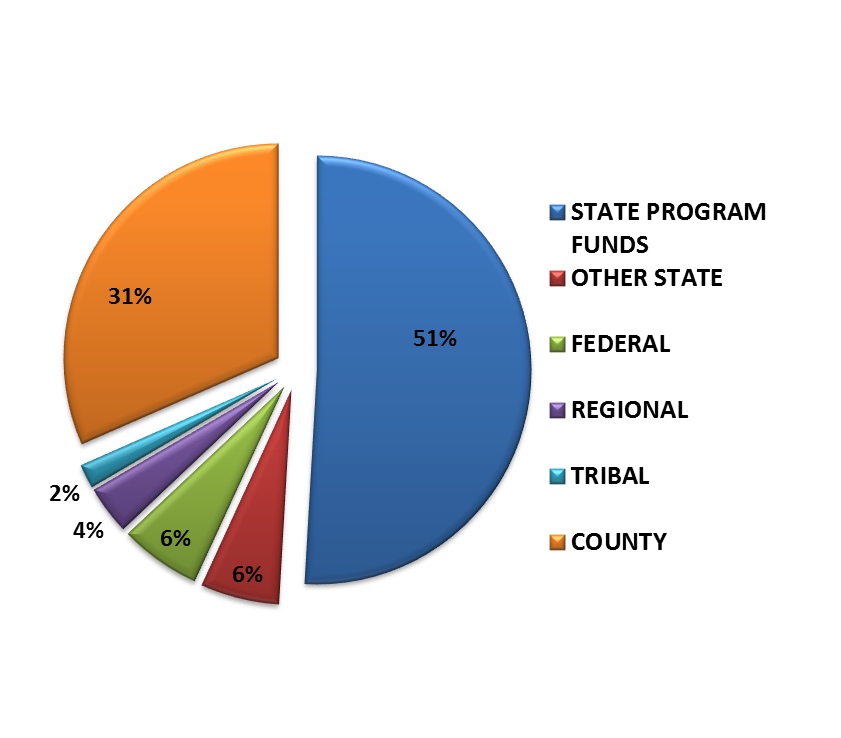 31%
51%
2%
4%
6%
6%
STATE PROGRAM
FUNDS
OTHER STATE
FEDERAL
REGIONAL
TRIBAL
COUNTY